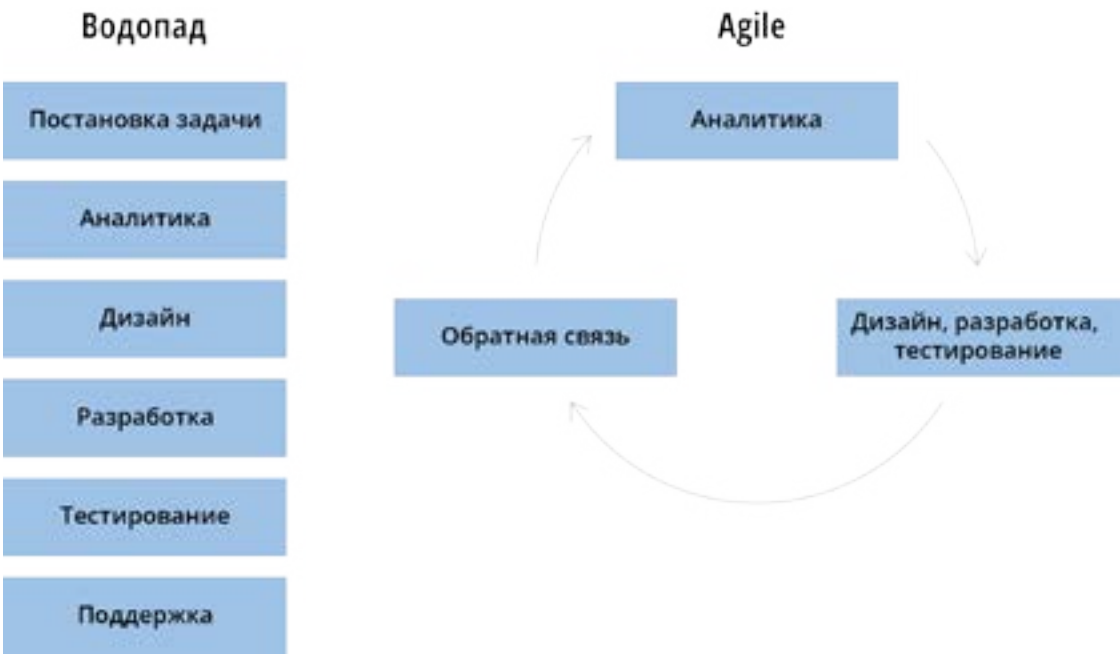 Водопад
Постановка задачи
Аналитика
Дизайн
Разработка
Тестирование
Поддержка
Agile
Аналитика
Дизайн, разработка,
тестирование
Обратная связь